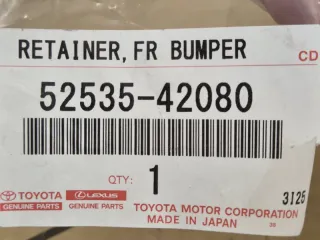 RETAINER, FR BUMPER
CD
52535-42080
QTY: 1
3I25
TOYOTA LEXUS
GENUINE PARTS GENUINE PARTS
TOYOTA MOTOR CORPORATION
MADE IN JAPAN